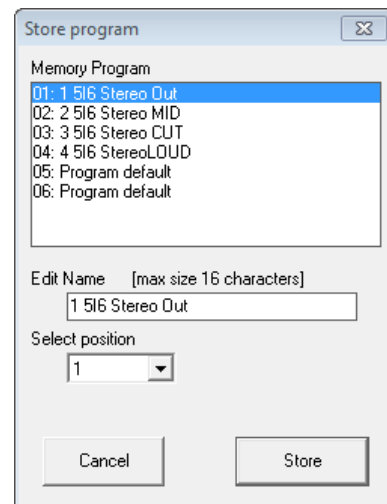 Store program
Memory Program
01: 1 5I6 Stereo Out
02: 2 5I6 Stereo MID
03: 3 5I6 Stereo CUT
04: 4 5I6 StereoLOUD
05: Program default
06: Program default
Edit Name [max size 16 characters]
1 5I6 Stereo Out
Select position
1
Cancel Store